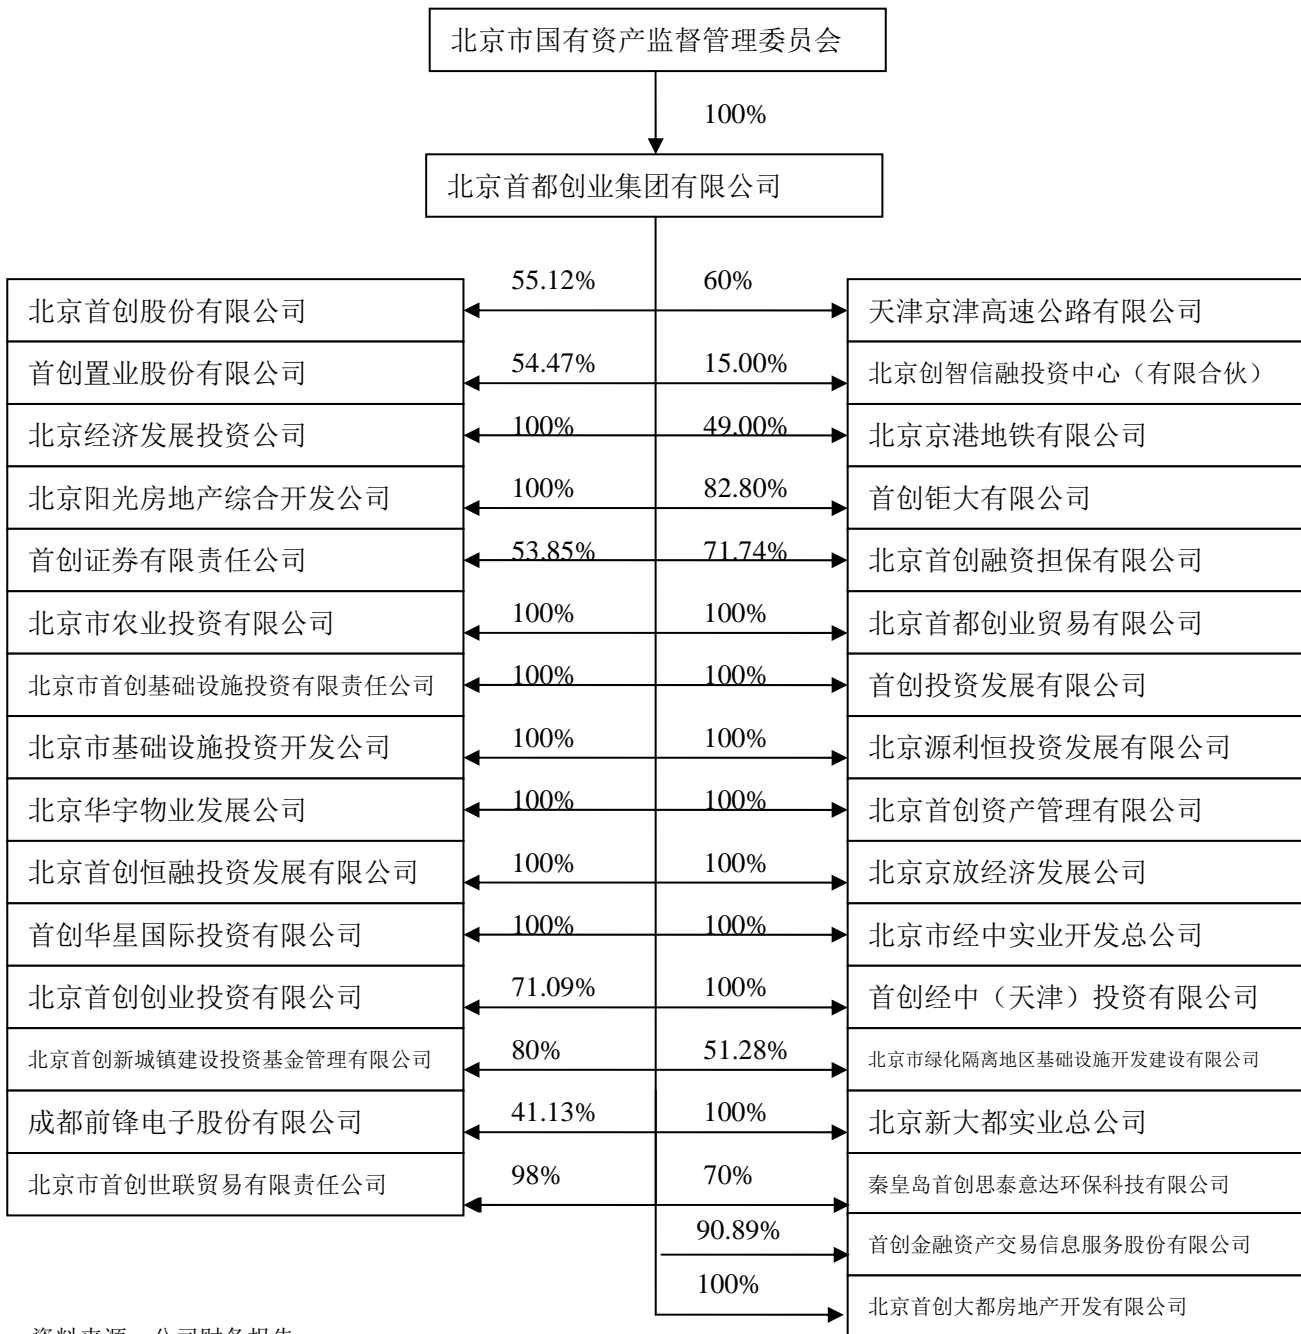 北京市国有资产监督管理委员会
100%
北京首都创业集团有限公司
北京首创股份有限公司 55.12% 60% 天津京津高速公路有限公司
首创置业股份有限公司 54.47% 15.00% 北京创智信融投资中心（有限合伙）
北京经济发展投资公司 100% 49.00% 北京京港地铁有限公司
北京阳光房地产综合开发公司 100% 82.80% 首创钜大有限公司
首创证券有限责任公司 53.85% 71.74% 北京首创融资担保有限公司
北京市农业投资有限公司 100% 100% 北京首都创业贸易有限公司
北京市首创基础设施投资有限责任公司 100% 100% 首创投资发展有限公司
北京市基础设施投资开发公司 100% 100% 北京源利恒投资发展有限公司
北京华宇物业发展公司 100% 100% 北京首创资产管理有限公司
北京首创恒融投资发展有限公司 100% 100% 北京京放经济发展公司
首创华星国际投资有限公司 100% 100% 北京市经中实业开发总公司
北京首创创业投资有限公司 71.09% 100% 首创经中（天津）投资有限公司
北京首创新城镇建设投资基金管理有限公司 80% 51.28% 北京市绿化隔离地区基础设施开发建设有限公司
成都前锋电子股份有限公司 41.13% 100% 北京新大都实业总公司
北京市首创世联贸易有限责任公司 98% 70% 秦皇岛首创思泰意达环保科技有限公司
90.89% 首创金融资产交易信息服务股份有限公司
100% 北京首创大都房地产开发有限公司